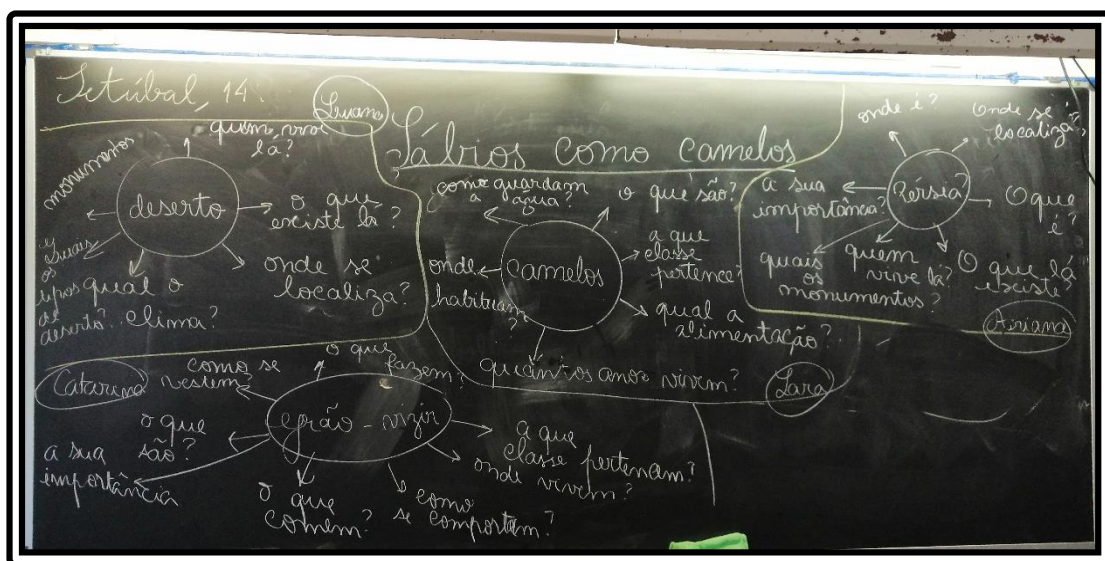 Setúbal, 14
Luana
Sábios como camelos
monumentos
quem vive
lá?
deserto
o que
existe lá?
onde se
localiza?
qual o
clima?
e quais
os
tipos
de
deserto?
como guardam
a água?
o que são?
a que
classe
pertence?
camelos
onde
habitam
?
qual a
alimentação?
quantos anos vivem?
Lara
onde é?
Onde se
localiza?
a sua
importância?
Pérsia
O que
é?
quais
os
monumentos?
quem
vive lá?
O que lá
existe?
Ariana
Catarina
como se
vestem?
o que
fazem?
grão-vizir
o que
são?
a sua
importância
o que
comem?
como
se comportam?
a que
classe pertenciam?
onde vivem?